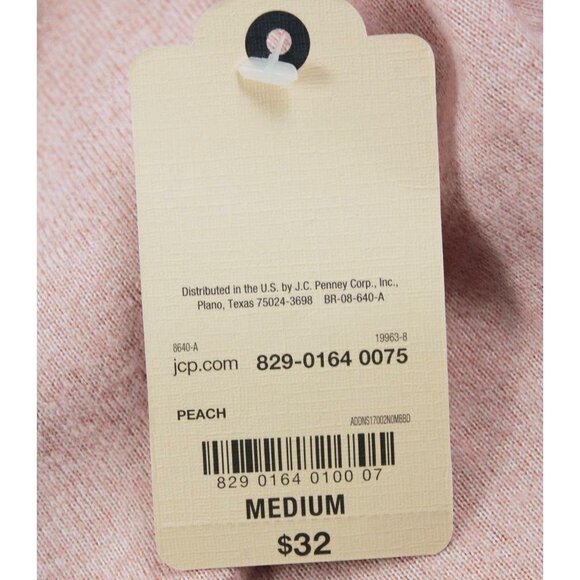 Distributed in the U.S. by J.C. Penney Corp., Inc.,
Plano, Texas 75024-3698 BR-08-640-A
8640-A 19963-8
jcp.com 829-0164 0075
PEACH ADDNS17002N0MBBD
829 0164 0100 07
MEDIUM
$32